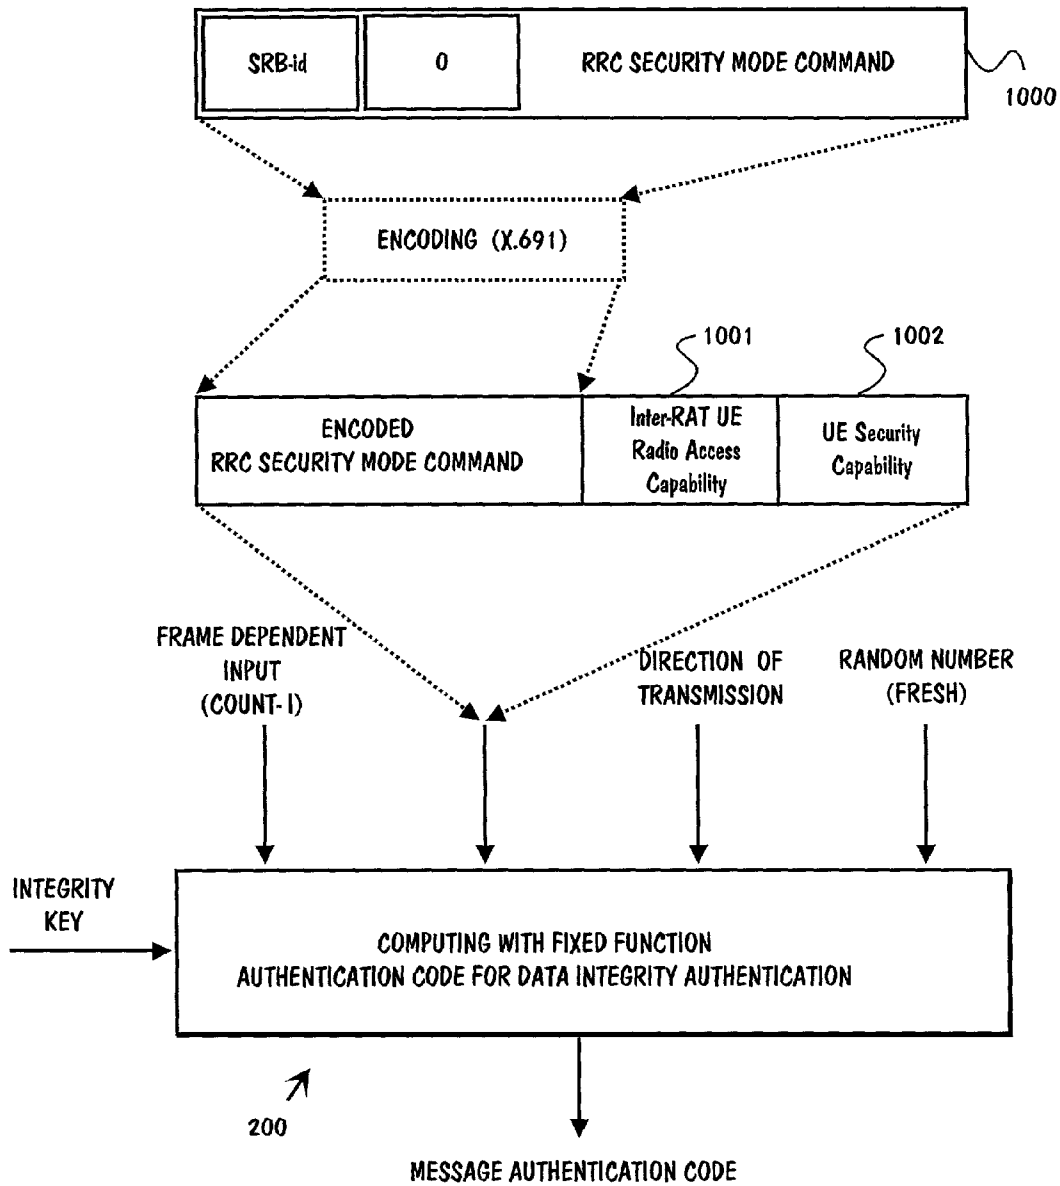 SRB-id
0
RRC SECURITY MODE COMMAND
1000
ENCODING (X.691)
1001
1002
ENCODED
RRC SECURITY MODE COMMAND
Inter-RAT UE
Radio Access
Capability
UE Security
Capability
FRAME DEPENDENT
INPUT
(COUNT-I)
DIRECTION OF
TRANSMISSION
RANDOM NUMBER
(FRESH)
INTEGRITY
KEY
COMPUTING WITH FIXED FUNCTION
AUTHENTICATION CODE FOR DATA INTEGRITY AUTHENTICATION
200
MESSAGE AUTHENTICATION CODE